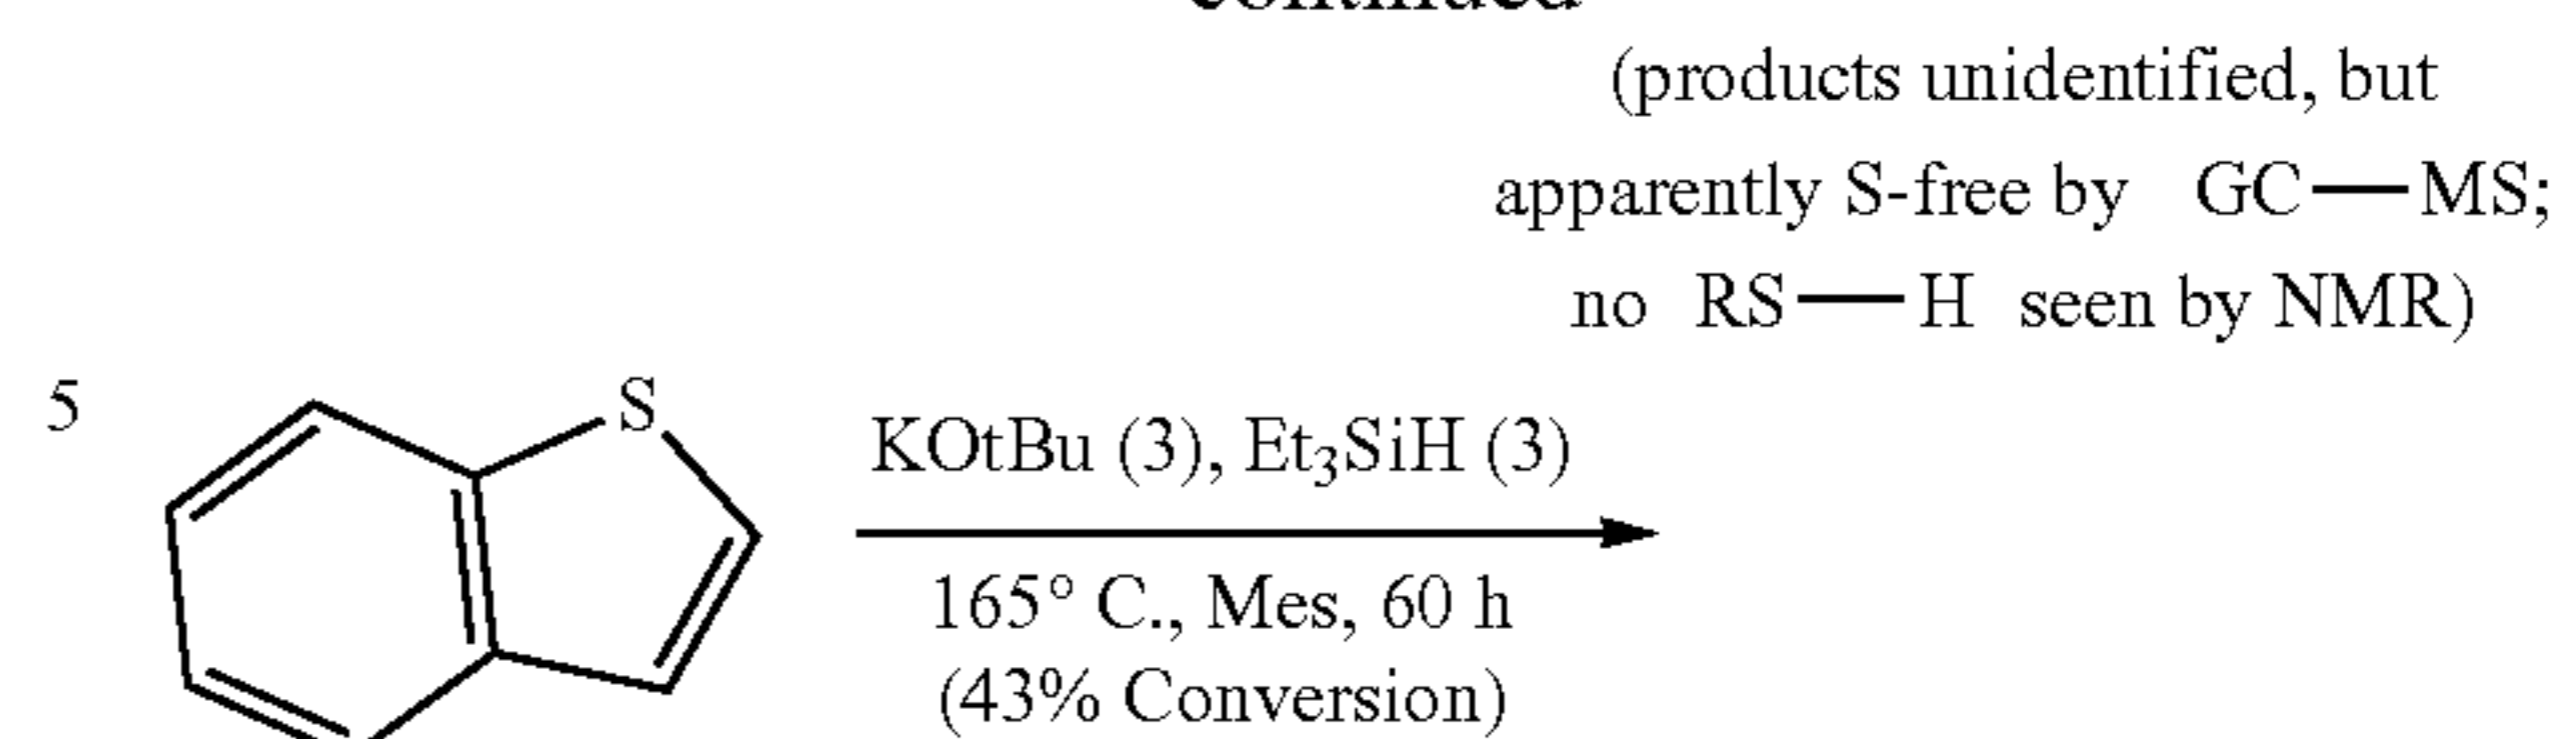 continued
(products unidentified, but
apparently S-free by GC—MS;
no RS—H seen by NMR)
5
S
KOtBu (3), Et₃SiH (3)
165° C., Mes, 60 h
(43% Conversion)